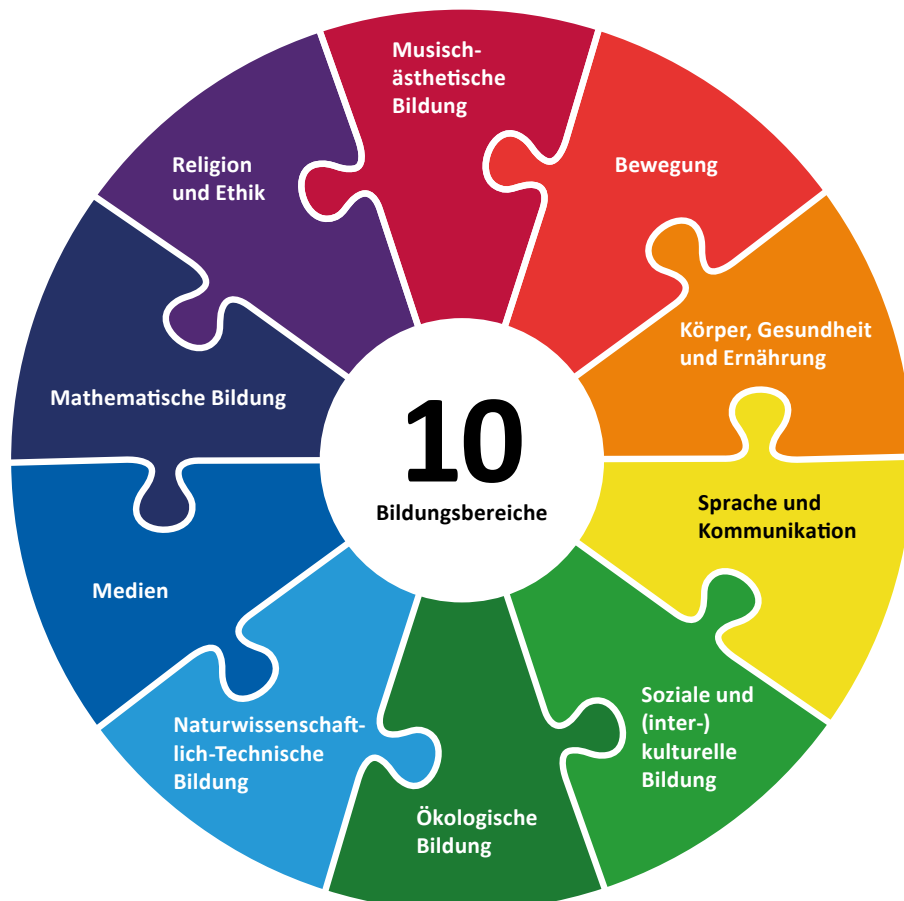 Musisch-
ästhetische
Bildung
Bewegung
Körper, Gesundheit
und Ernährung
Sprache und
Kommunikation
Soziale und
(inter-)
kulturelle
Bildung
Ökologische
Bildung
Naturwissenschaft-
lich-Technische
Bildung
Medien
Mathematische Bildung
Religion
und Ethik
10
Bildungsbereiche